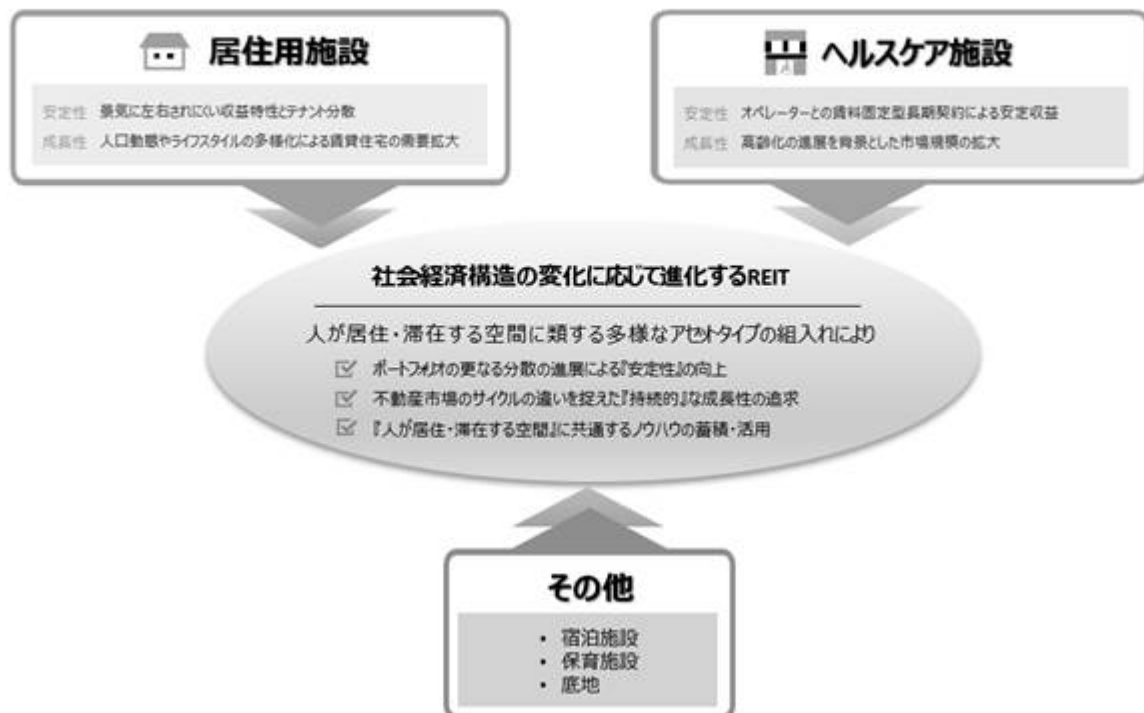 居住用施設
安定性 景気に左右されにくい収益特性とテナント分散
成長性 人口動態やライフスタイルの多様化による賃貸住宅の需要拡大
ヘルスケア施設
安定性 オペレーターとの賃料固定型長期契約による安定収益
成長性 高齢化の進展を背景とした市場規模の拡大
社会経済構造の変化に応じて進化するREIT
人が居住・滞在する空間に類する多様なアセットタイプの組入れにより
ポートフォリオの更なる分散の進展による『安定性』の向上
不動産市場のサイクルの違いを捉えた『持続的』な成長性の追求
『人が居住・滞在する空間』に共通するノウハウの蓄積・活用
その他
• 宿泊施設
• 保育施設
• 底地